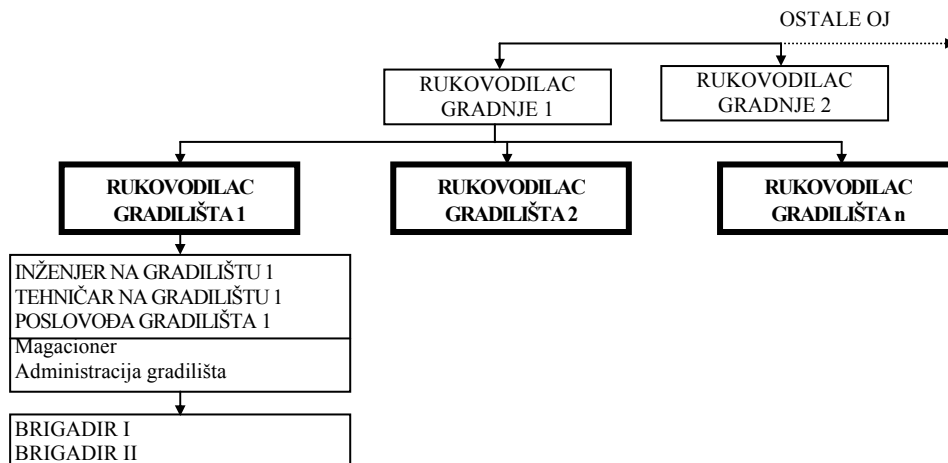 OSTALE OJ
RUKOVODILAC
GRADNJE 1
RUKOVODILAC
GRADNJE 2
RUKOVODILAC
GRADILIŠTA 1
RUKOVODILAC
GRADILIŠTA 2
RUKOVODILAC
GRADILIŠTA n
INŽENJER NA GRADILIŠTU 1
TEHNIČAR NA GRADILIŠTU 1
POSLOVOĐA GRADILIŠTA 1
Magacioner
Administracija gradilišta
BRIGADIR I
BRIGADIR II